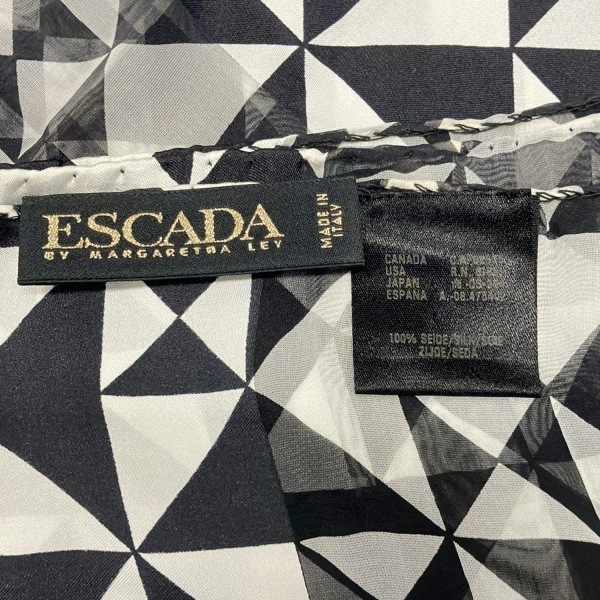 ESCADA
BY MARGARETHA LEY
MADE IN
ITALY
CANADA
USA R.N.
JAPAN
ESPANA
100% SEIDE/SILK/SOIE
ZIJDE/SEDA